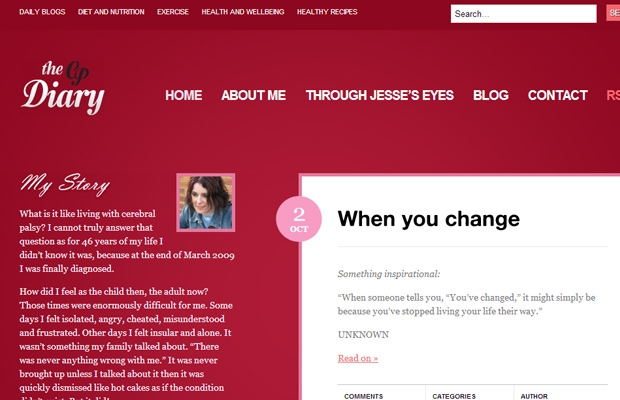 DAILY BLOGS DIET AND NUTRITION EXERCISE HEALTH AND WELLBEING HEALTHY RECIPES
Search...
SE
the Cp
Diary
HOME ABOUT ME THROUGH JESSE'S EYES BLOG CONTACT RS
My Story
What is it like living with cerebral
palsy? I cannot truly answer that
question as for 46 years of my life I
didn't know it was, because at the end of March 2009
I was finally diagnosed.
How did I feel as the child then, the adult now?
Those times were enormously difficult for me. Some
days I felt isolated, angry, cheated, misunderstood
and frustrated. Other days I felt insular and alone. It
wasn't something my family talked about. “There
was never anything wrong with me.” It was never
brought up unless I talked about it then it was
quickly dismissed like hot cakes as if the condition
2
OCT
When you change
Something inspirational:
“When someone tells you, “You've changed,” it might simply be
because you've stopped living your life their way.”
UNKNOWN
Read on »
COMMENTS CATEGORIES AUTHOR